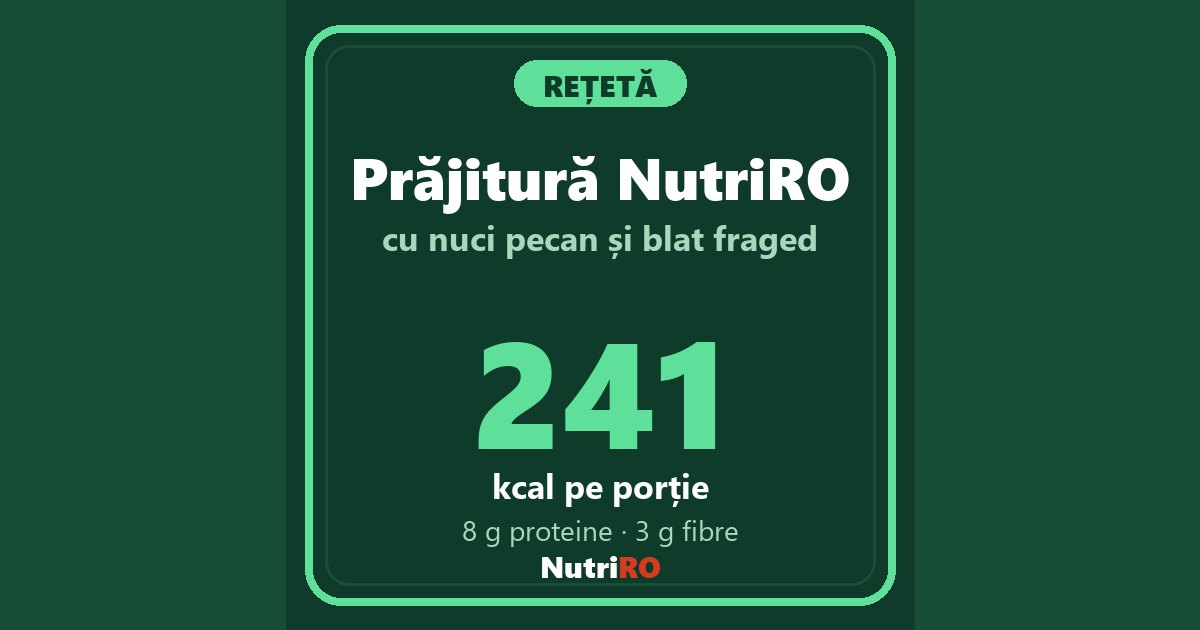 REȚETĂ
Prăjitură NutriRO
cu nuci pecan și blat fraged
241
kcal pe porție
8 g proteine · 3 g fibre
NutriRO